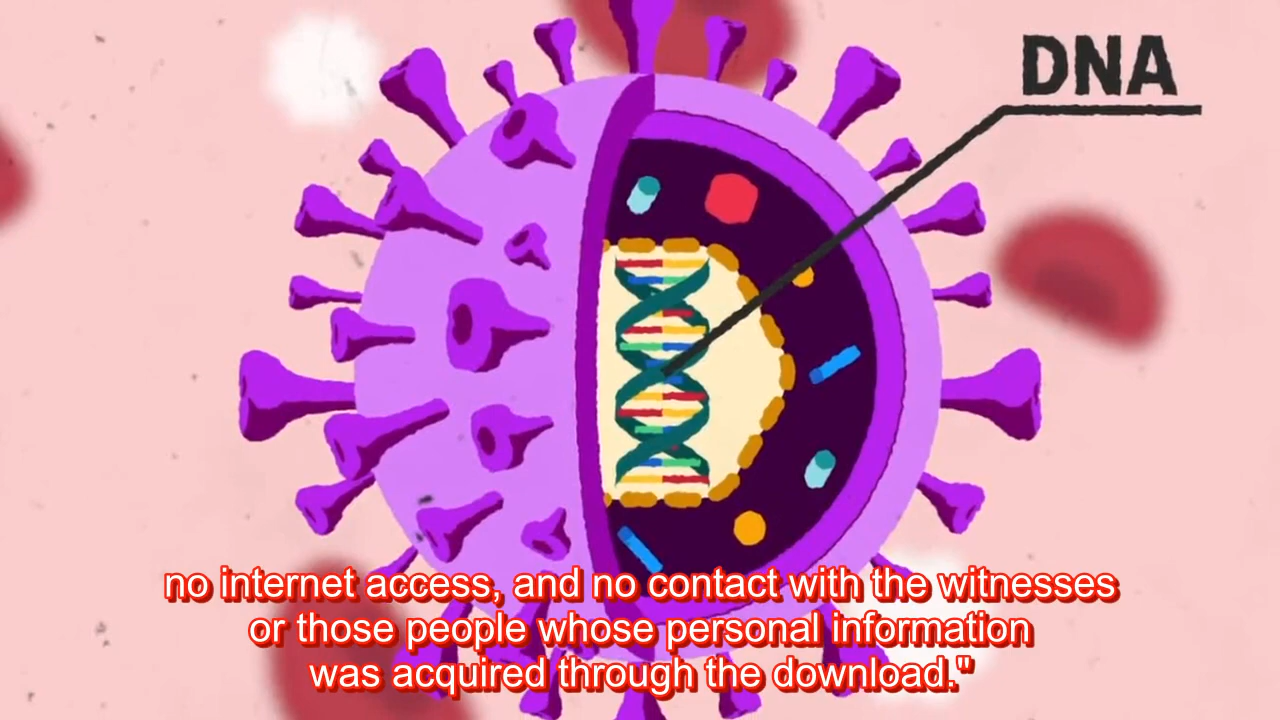 DNA
no internet access, and no contact with the witnesses
or those people whose personal information
was acquired through the download."